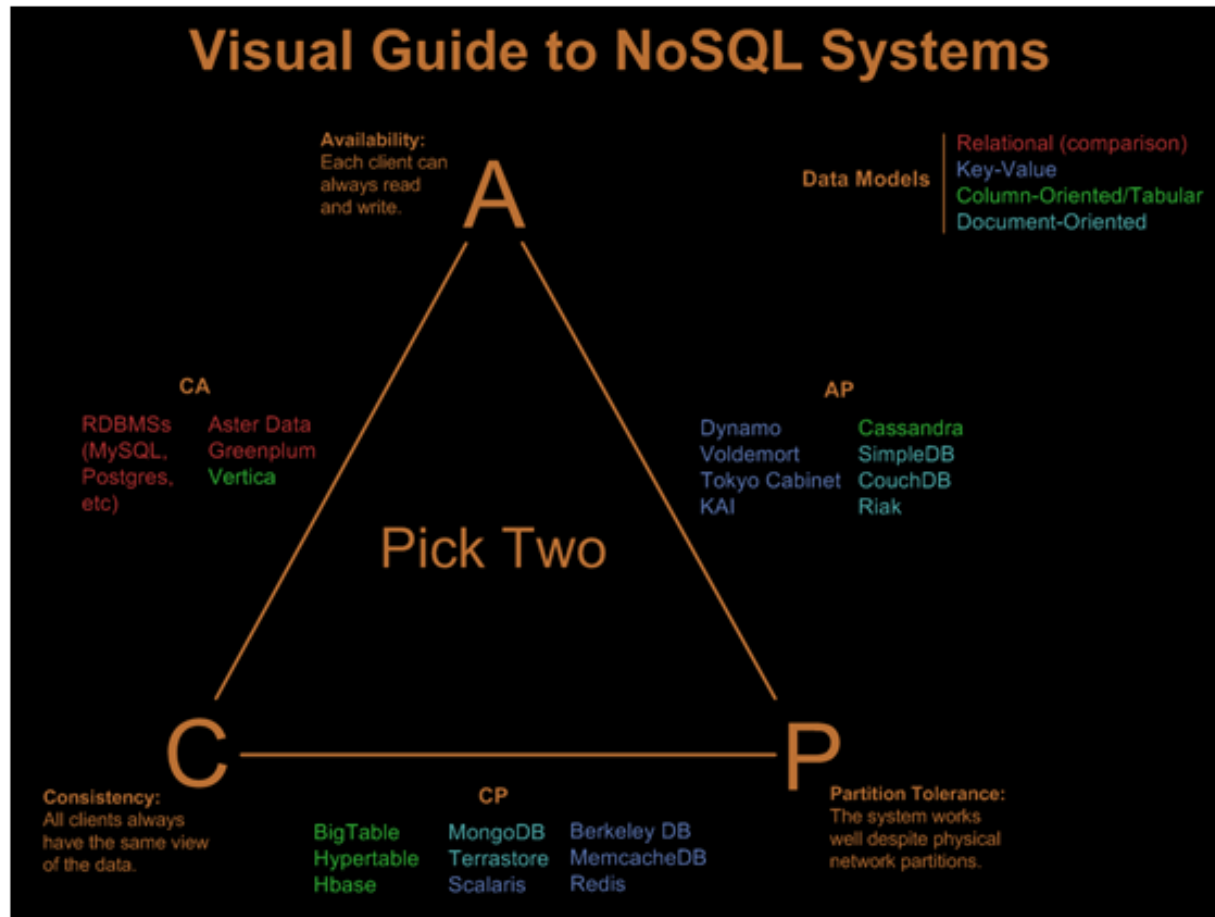 Visual Guide to NoSQL Systems
Availability:
Each client can
always read
and write.
A
Data Models
Relational (comparison)
Key-Value
Column-Oriented/Tabular
Document-Oriented
CA
RDBMSs
(MySQL,
Postgres,
etc)
Aster Data
Greenplum
Vertica
AP
Dynamo
Voldemort
Tokyo Cabinet
KAI
Cassandra
SimpleDB
CouchDB
Riak
Pick Two
C
Consistency:
All clients always
have the same view
of the data.
CP
BigTable
Hypertable
Hbase
MongoDB
Terrastore
Scalaris
Berkeley DB
MemcacheDB
Redis
P
Partition Tolerance:
The system works
well despite physical
network partitions.